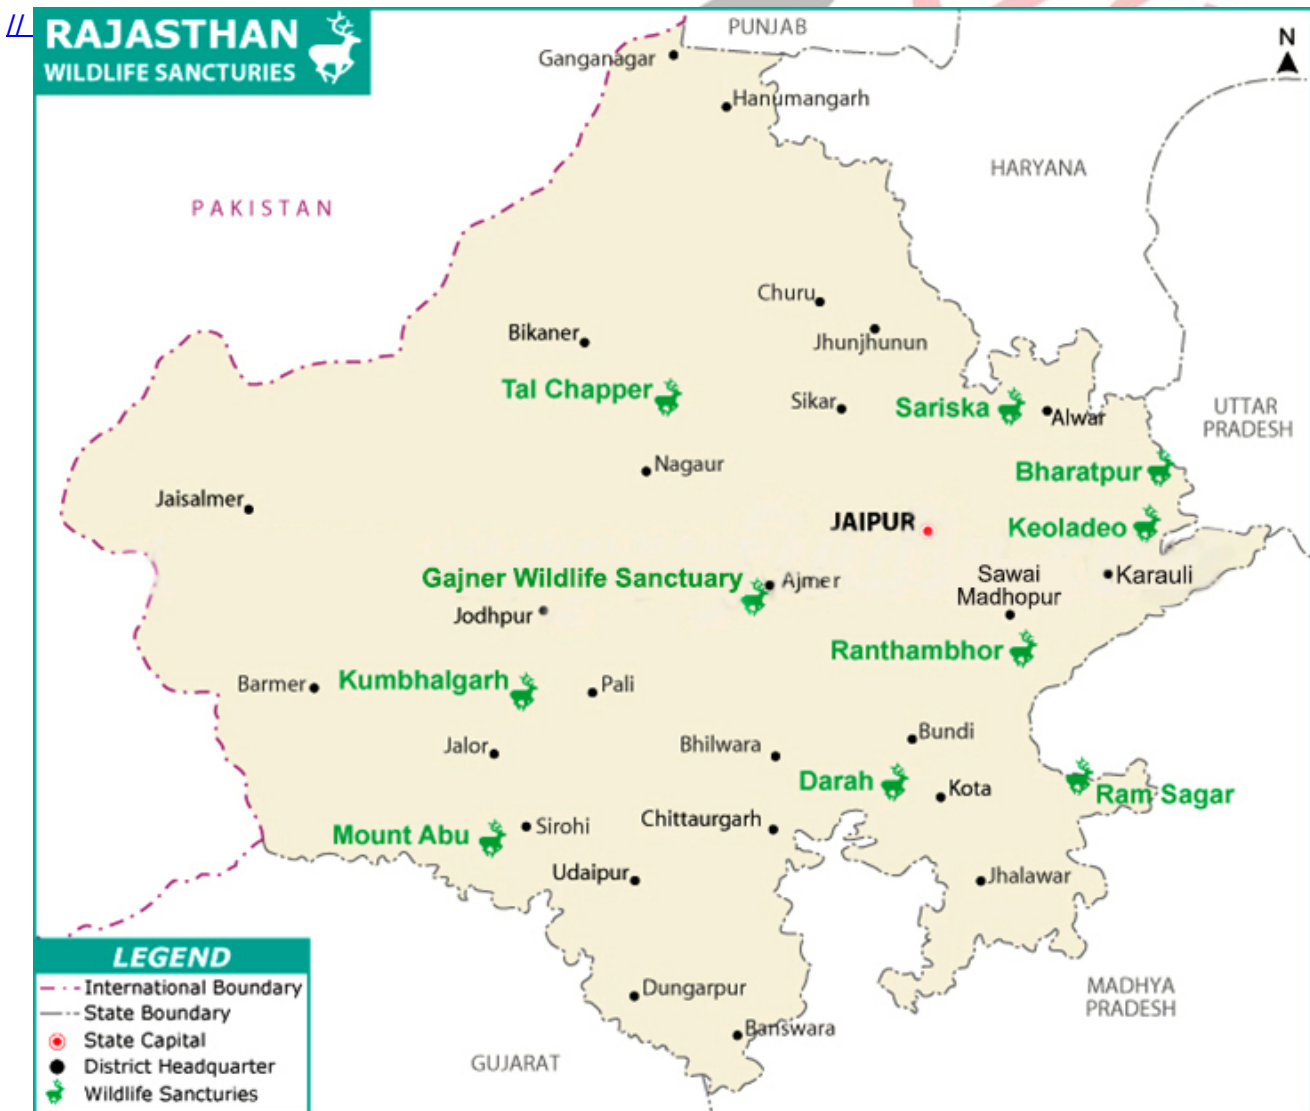 //
RAJASTHAN
WILDLIFE SANCTURIES
PUNJAB
N
Ganganagar
Hanumangarh
HARYANA
PAKISTAN
Churu
Bikaner
Jhunjhunun
Tal Chapper
Sikar
Sariska
Alwar
UTTAR
PRADESH
Nagaur
Bharatpur
Jaisalmer
JAIPUR
Keoladeo
Gajner Wildlife Sanctuary
Ajmer
Sawai
Madhopur
Karauli
Jodhpur
Ranthambhor
Barmer
Kumbhalgarh
Pali
Jalor
Bhilwara
Bundi
Darah
Kota
Ram Sagar
Mount Abu
Sirohi
Chittaurgarh
Udaipur
Jhalawar
LEGEND
International Boundary
State Boundary
State Capital
District Headquarter
Wildlife Sancturies
Dungarpur
Banswara
MADHYA
PRADESH
GUJARAT